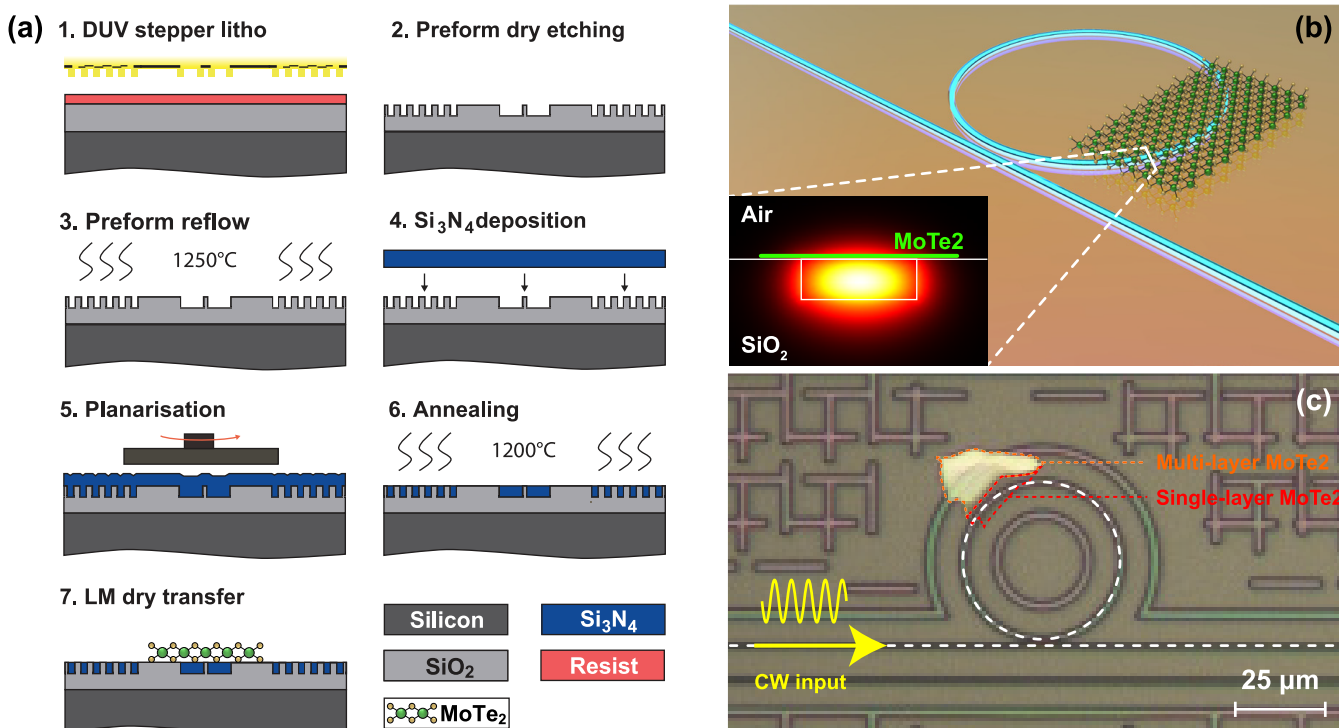 (a)
1. DUV stepper litho
2. Preform dry etching
3. Preform reflow
1250°C
4. Si₃N₄ deposition
5. Planarisation
6. Annealing
1200°C
7. LM dry transfer
Silicon
Si₃N₄
SiO₂
Resist
MoTe₂
(b)
Air
MoTe2
SiO₂
(c)
Multi-layer MoTe2
Single-layer MoTe2
CW input
25 µm